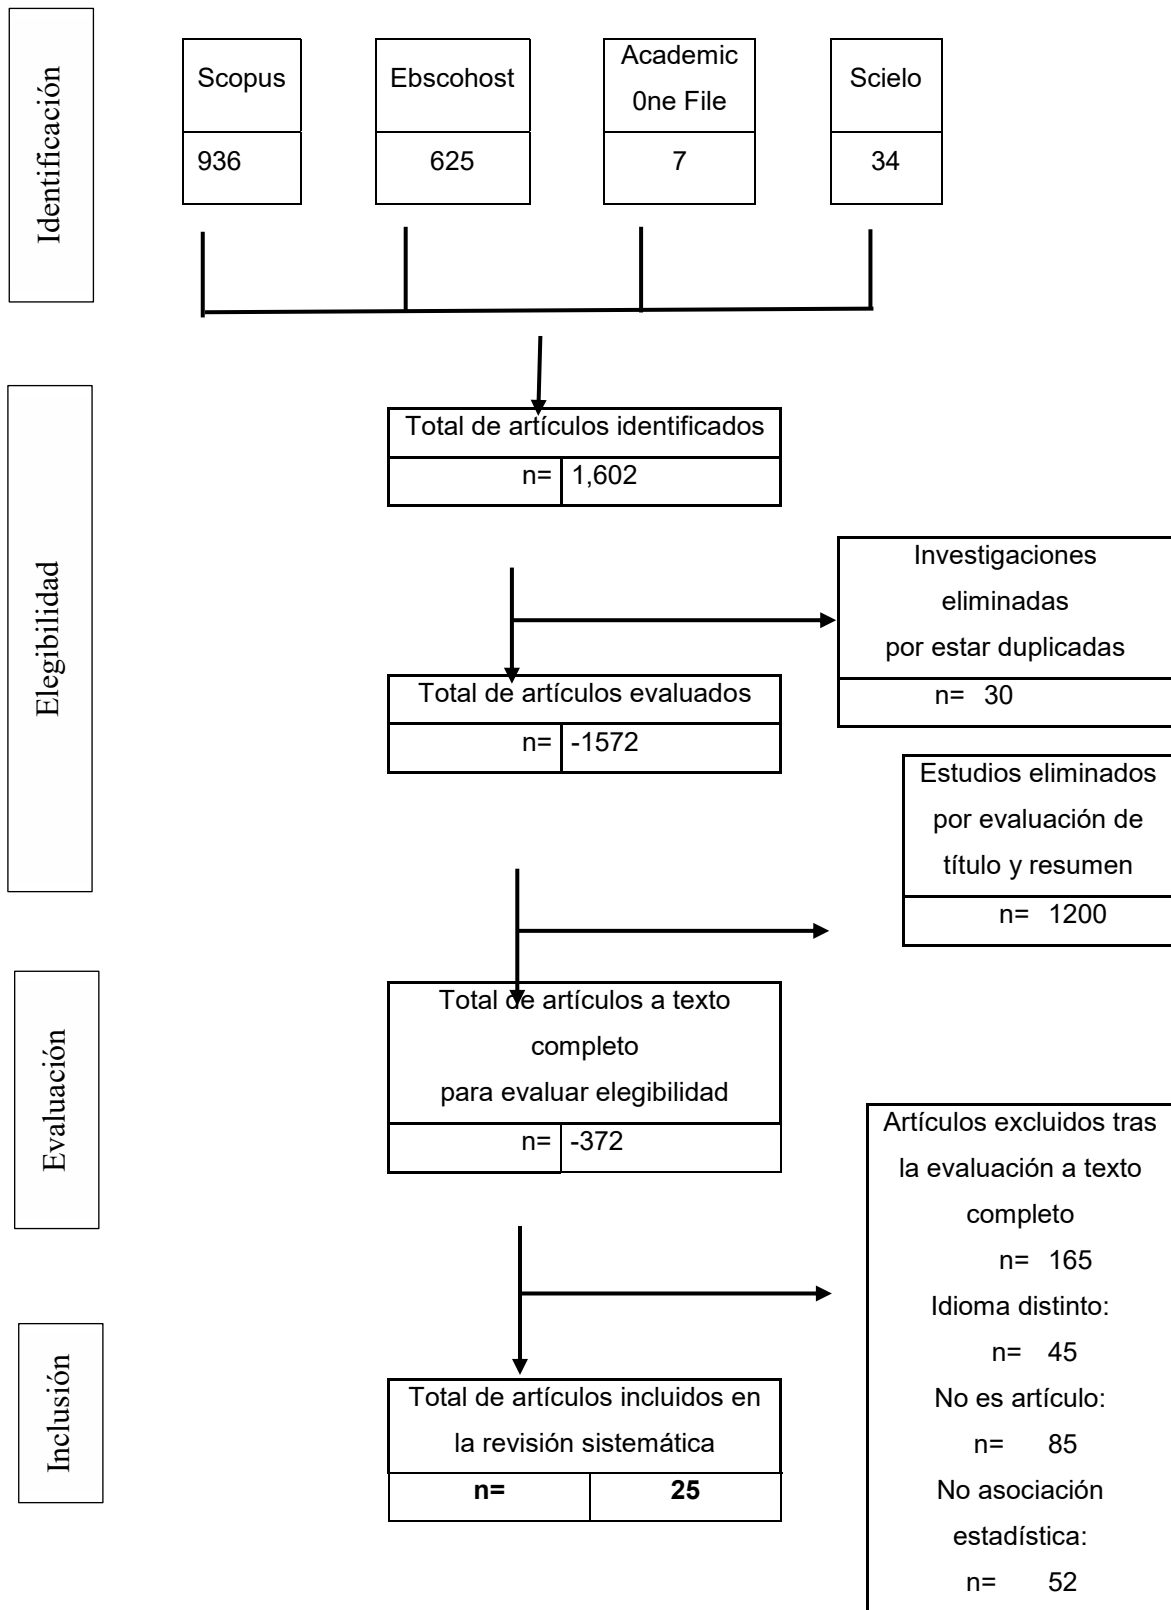 Identificación
Scopus
936
Ebscohost
625
Academic
0ne File
7
Scielo
34
Elegibilidad
Total de artículos identificados
n= 1,602
Investigaciones
eliminadas
por estar duplicadas
n= 30
Total de artículos evaluados
n= -1572
Estudios eliminados
por evaluación de
título y resumen
n= 1200
Evaluación
Total de artículos a texto
completo
para evaluar elegibilidad
n= -372
Artículos excluidos tras
la evaluación a texto
completo
n= 165
Idioma distinto:
n= 45
No es artículo:
n= 85
No asociación
estadística:
n= 52
Inclusión
Total de artículos incluidos en
la revisión sistemática
n= 25